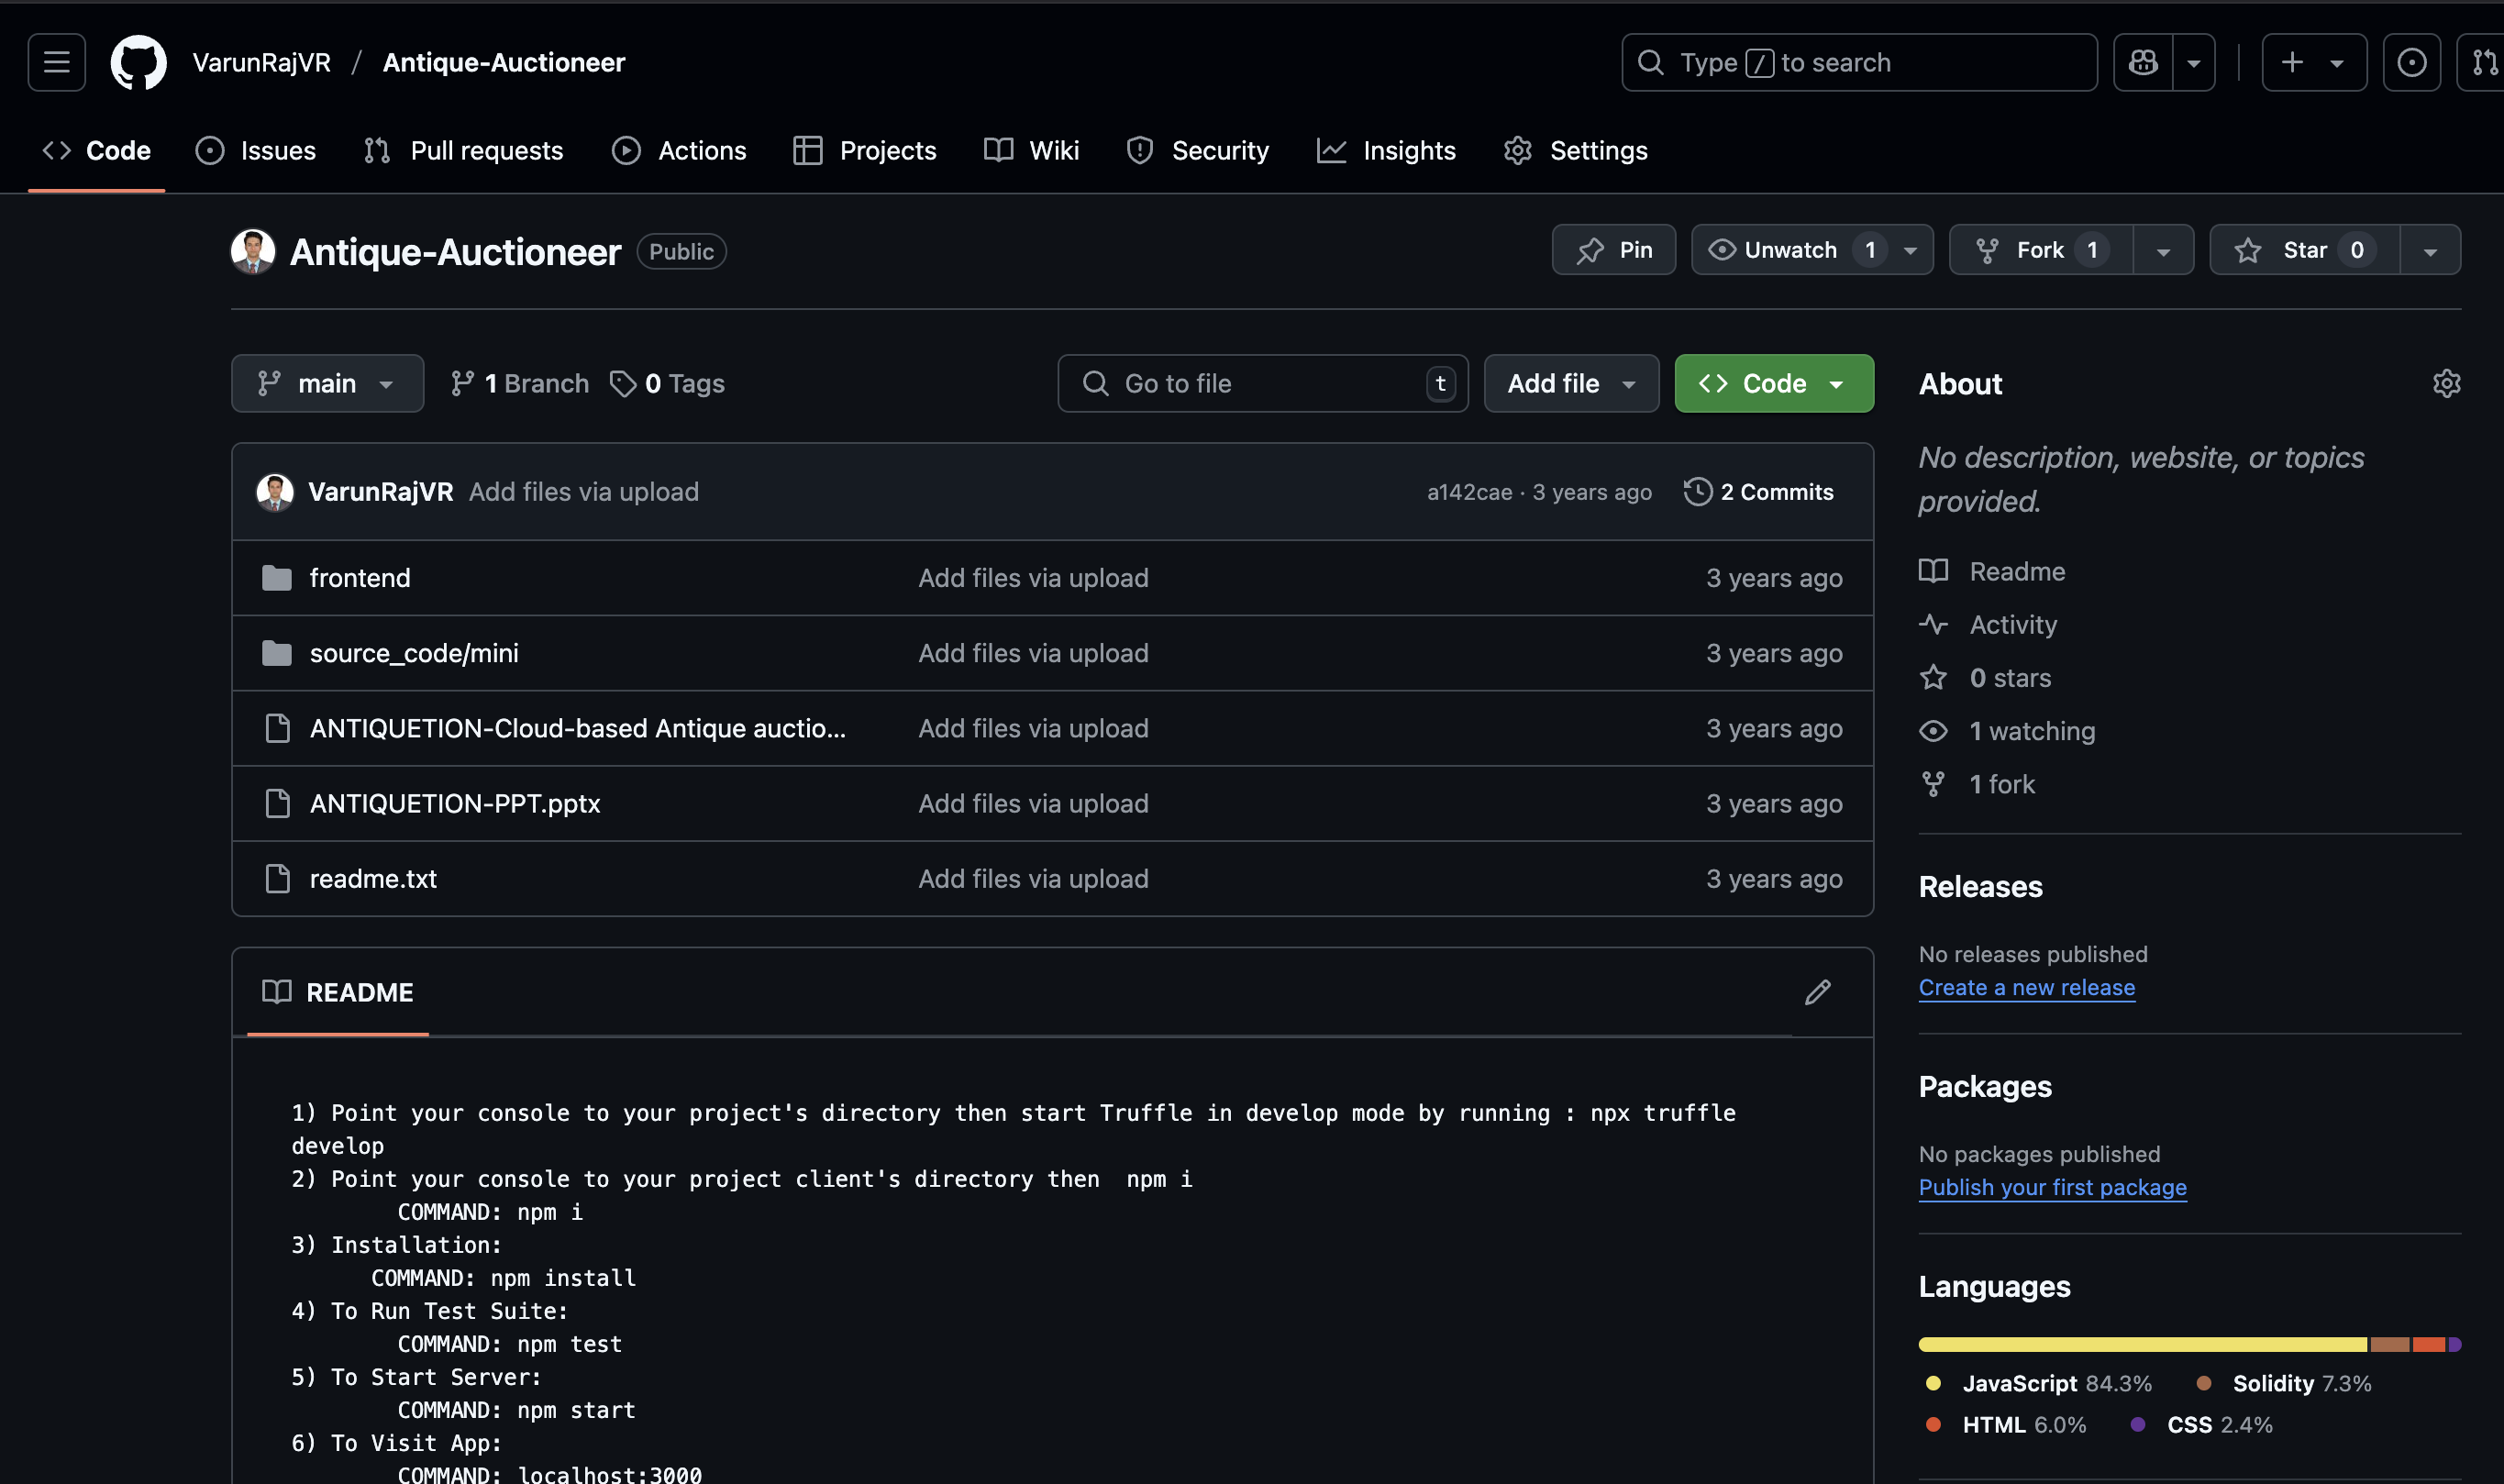 VarunRajVR / Antique-Auctioneer
Type / to search
Code Issues Pull requests Actions Projects Wiki Security Insights Settings
Antique-Auctioneer Public
Pin Unwatch 1 Fork 1 Star 0
main 1 Branch 0 Tags Go to file t Add file Code
VarunRajVR Add files via upload a142cae · 3 years ago 2 Commits
frontend Add files via upload 3 years ago
source_code/mini Add files via upload 3 years ago
ANTIQUETION-Cloud-based Antique auctio... Add files via upload 3 years ago
ANTIQUETION-PPT.pptx Add files via upload 3 years ago
readme.txt Add files via upload 3 years ago
README
1) Point your console to your project's directory then start Truffle in develop mode by running : npx truffle
develop
2) Point your console to your project client's directory then  npm i
COMMAND: npm i
3) Installation:
COMMAND: npm install
4) To Run Test Suite:
COMMAND: npm test
5) To Start Server:
COMMAND: npm start
6) To Visit App:
COMMAND: localhost:3000
About
No description, website, or topics
provided.
Readme
Activity
0 stars
1 watching
1 fork
Releases
No releases published
Create a new release
Packages
No packages published
Publish your first package
Languages
JavaScript 84.3% Solidity 7.3%
HTML 6.0% CSS 2.4%